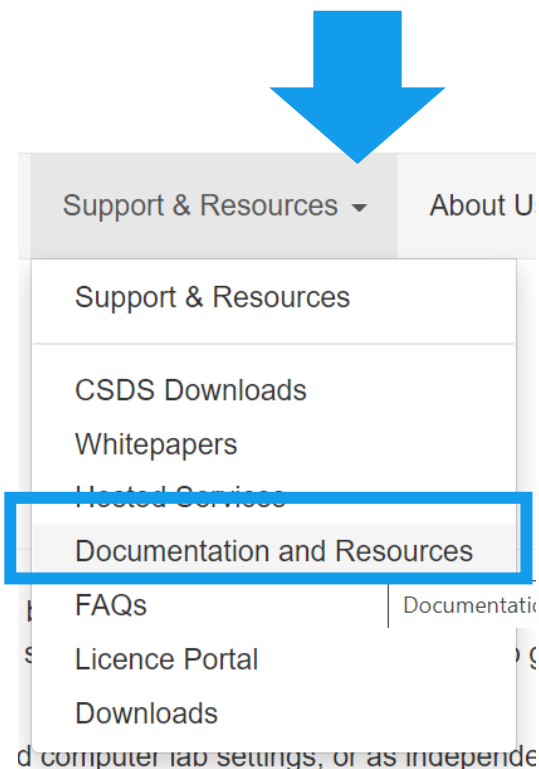 Support & Resources
About U
Support & Resources
CSDS Downloads
Whitepapers
Hosted Services
Documentation and Resources
FAQs
Documentati
Licence Portal
Downloads
d computer lab settings, or as independe